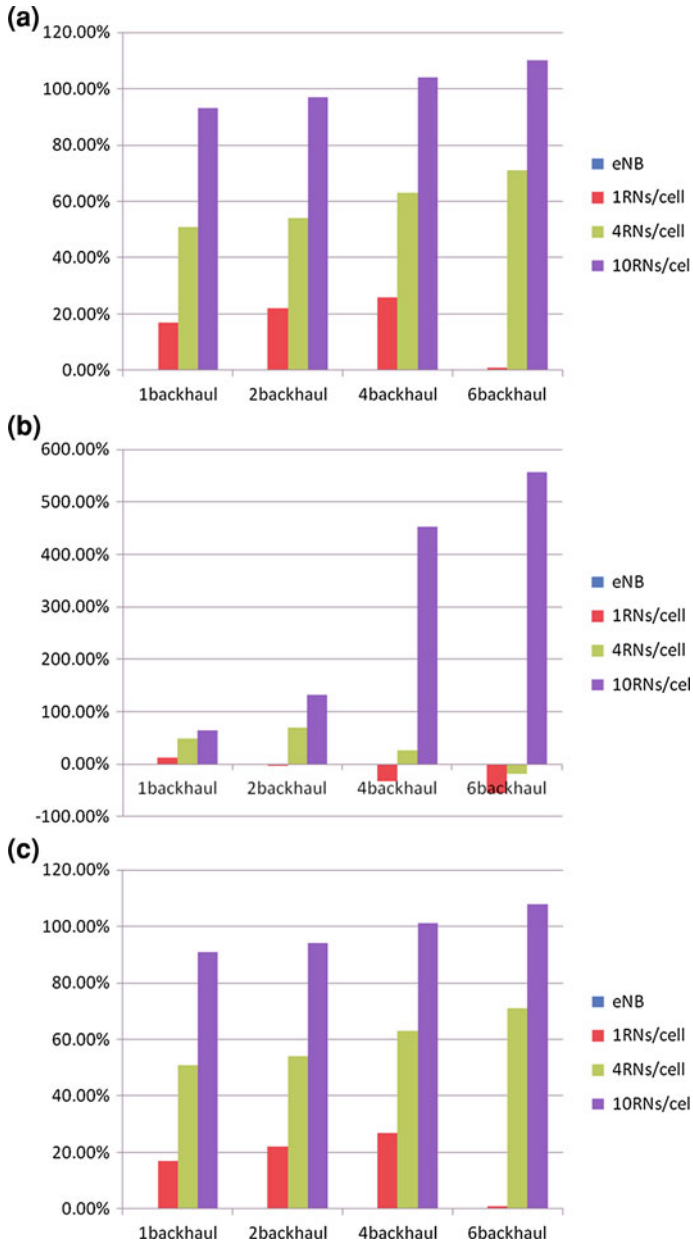 (a)
120.00%
100.00%
80.00%
60.00%
40.00%
20.00%
0.00%
1backhaul 2backhaul 4backhaul 6backhaul
eNB
1RNs/cell
4RNs/cell
10RNs/cel
(b)
600.00%
500.00%
400.00%
300.00%
200.00%
100.00%
0.00%
-100.00%
1backhaul 2backhaul 4backhaul 6backhaul
eNB
1RNs/cell
4RNs/cell
10RNs/cel
(c)
120.00%
100.00%
80.00%
60.00%
40.00%
20.00%
0.00%
1backhaul 2backhaul 4backhaul 6backhaul
eNB
1RNs/cell
4RNs/cell
10RNs/cel